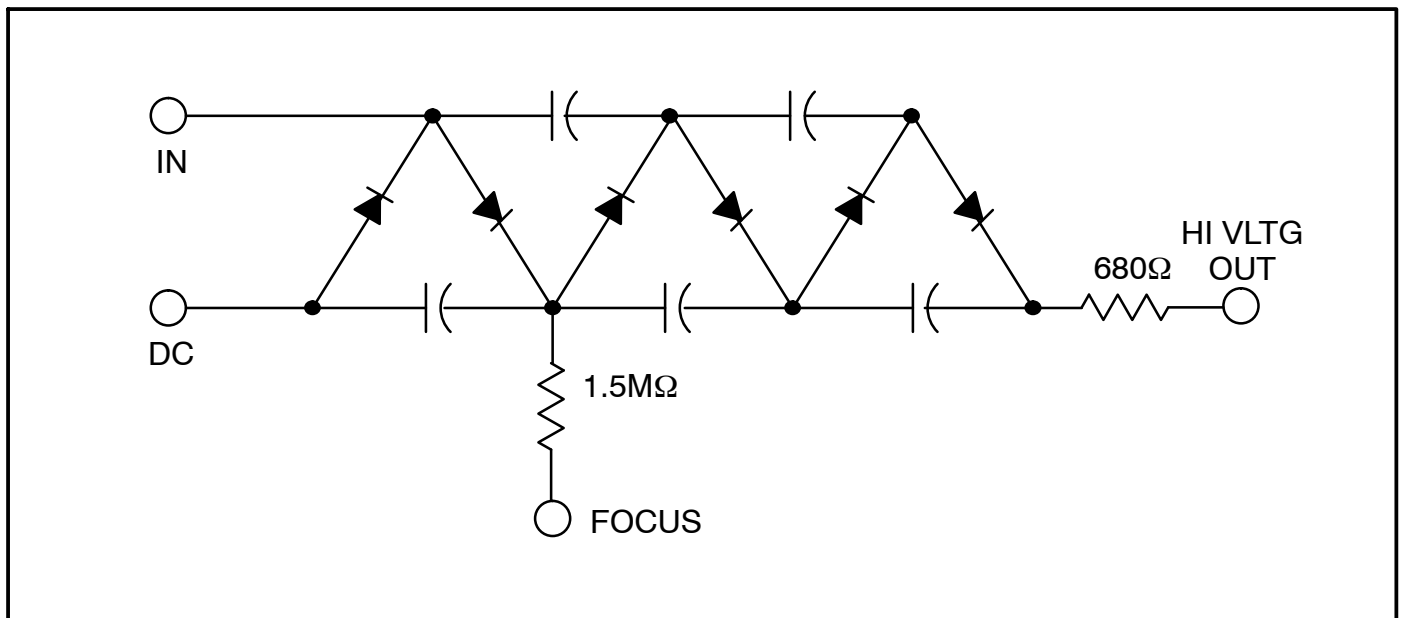 IN
HI VLTG
OUT
680Ω
DC
1.5MΩ
FOCUS